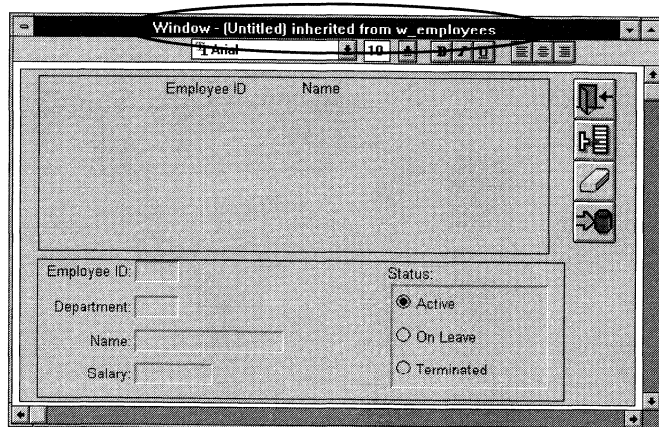 Window - (Untitled) inherited from w_employees
Arial 10 B I U
Employee ID Name
Employee ID:
Department:
Name:
Salary:
Status:
Active
On Leave
Terminated